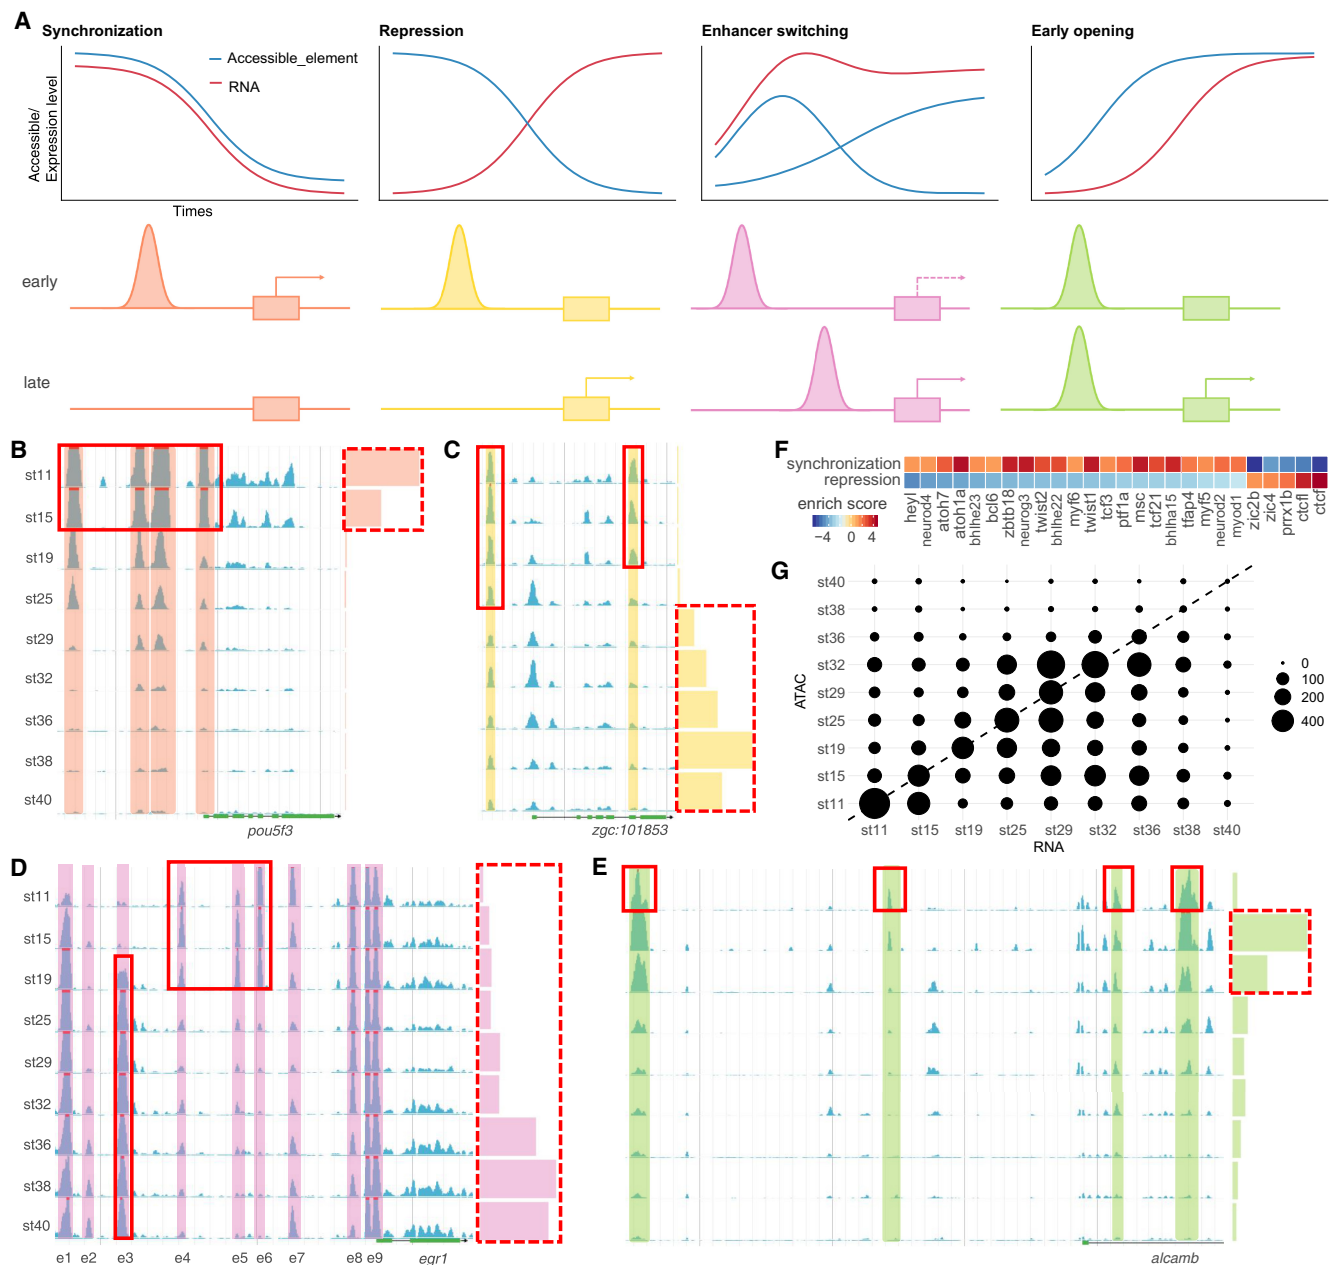 A
Synchronization
Repression
Enhancer switching
Early opening
Accessible_element
RNA
Accessible/
Expression level
Times
early
late
B
st11
st15
st19
st25
st29
st32
st36
st38
st40
pou5f3
C
zgc:101853
F
synchronization
repression
enrich score
−4 0 4
heyl
neurod4
atoh7
atoh1a
bhlhe23
bcl6
zbtb18
neurog3
twist2
bhlhe22
myf6
twist1
tcf3
ptf1a
msc
tcf21
bhlha15
tfap4
myf5
neurod2
myod1
zic2b
zic4
prrx1b
ctcfl
ctcf
G
ATAC
st40
st38
st36
st32
st29
st25
st19
st15
st11
st11 st15 st19 st25 st29 st32 st36 st38 st40
RNA
0
100
200
400
D
st11
st15
st19
st25
st29
st32
st36
st38
st40
e1 e2 e3 e4 e5 e6 e7 e8 e9 egr1
E
alcamb